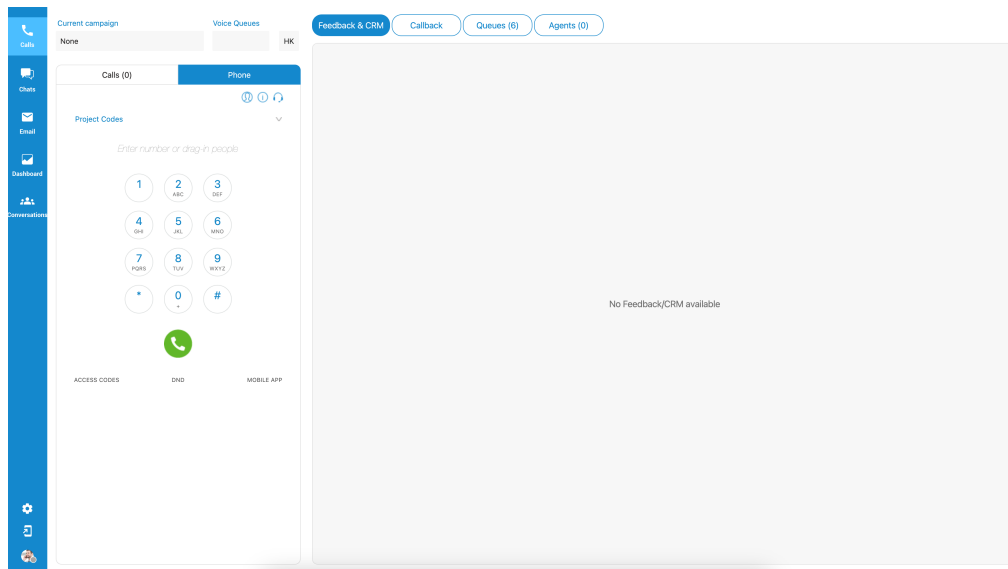 Calls
Chats
Email
Dashboard
Conversations
Current campaign
Voice Queues
None
HK
Calls (0)
Phone
Project Codes
Enter number or drag-in people
1
2
ABC
3
DEF
4
GHI
5
JKL
6
MNO
7
PQRS
8
TUV
9
WXYZ
*
0
+
#
ACCESS CODES
DND
MOBILE APP
Feedback & CRM
Callback
Queues (6)
Agents (0)
No Feedback/CRM available